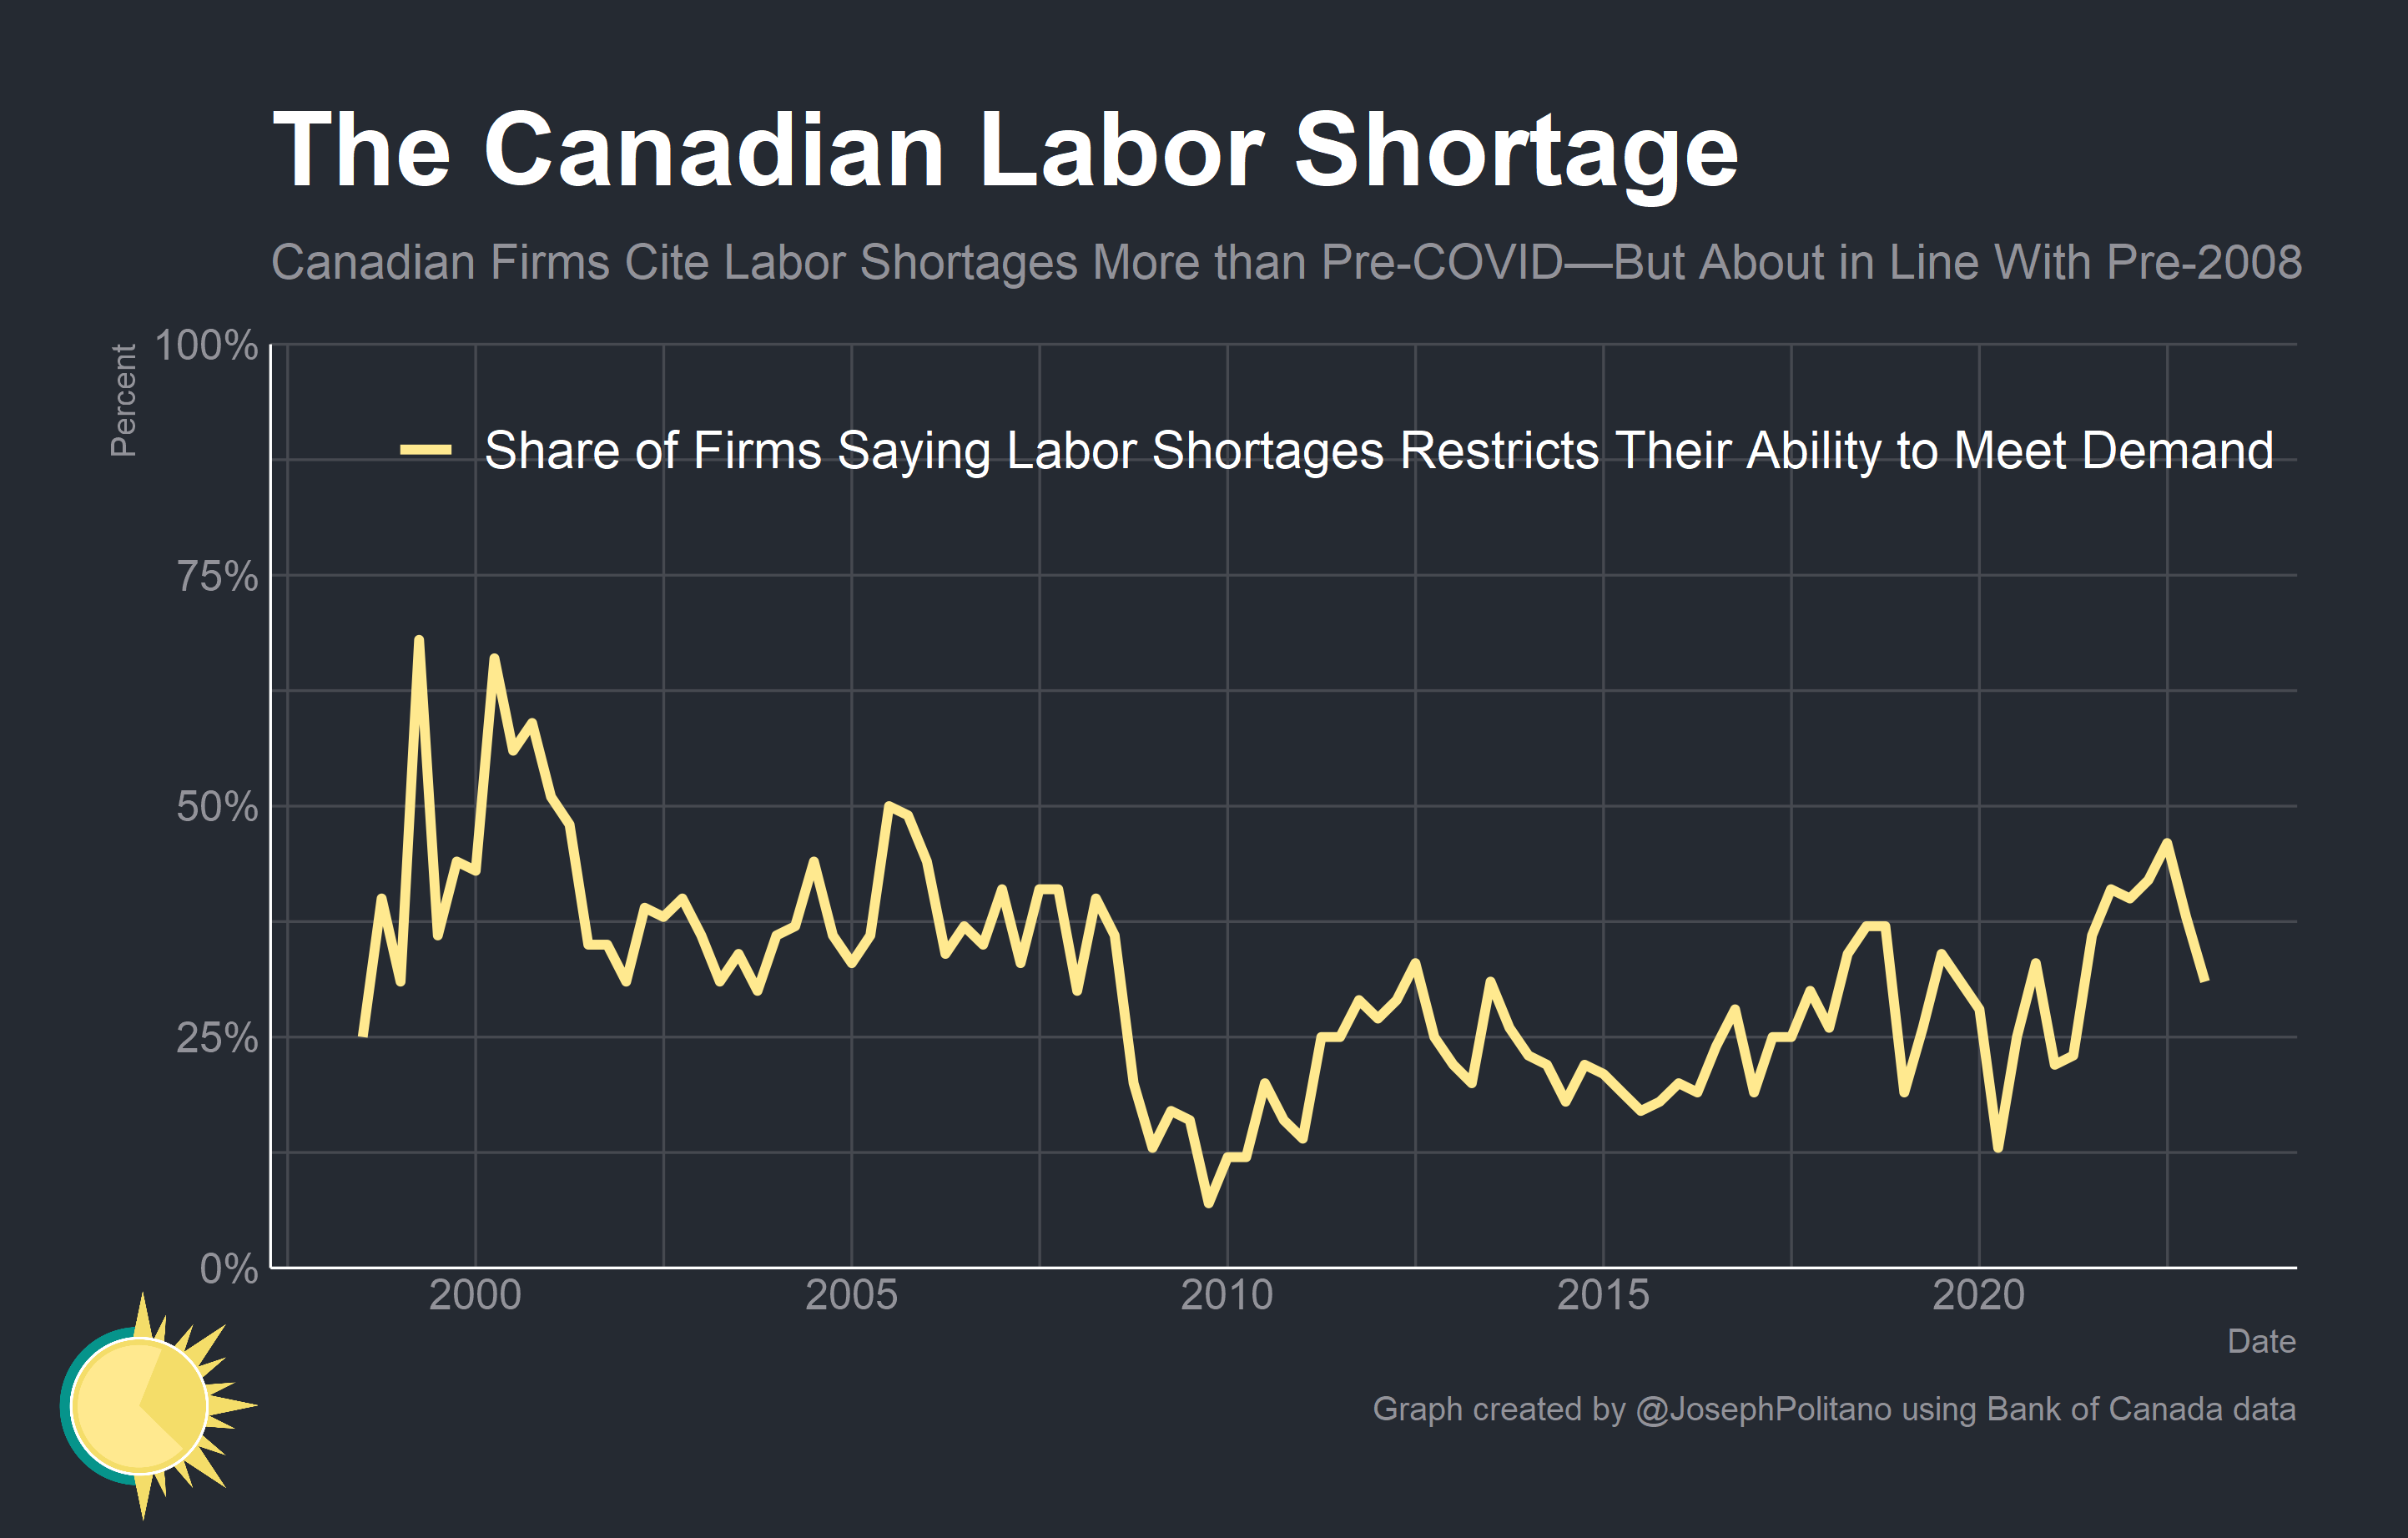 The Canadian Labor Shortage
Canadian Firms Cite Labor Shortages More than Pre-COVID—But About in Line With Pre-2008
Percent
100%
75%
50%
25%
0%
Share of Firms Saying Labor Shortages Restricts Their Ability to Meet Demand
2000 2005 2010 2015 2020
Date
Graph created by @JosephPolitano using Bank of Canada data